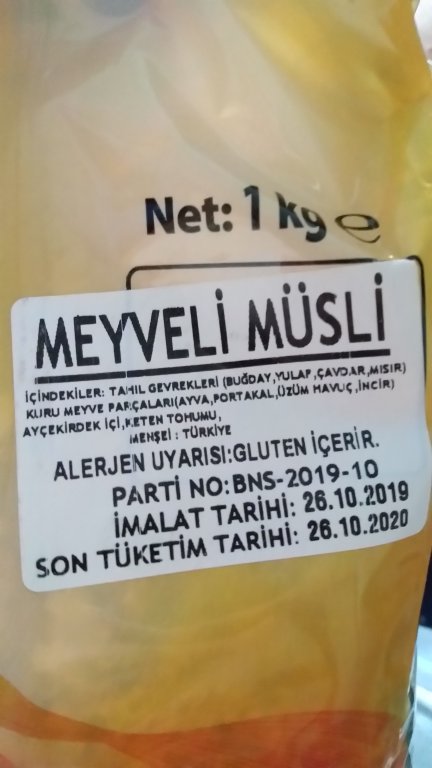 Net: 1 kg e
MEYVELİ MÜSLİ
İÇİNDEKİLER: TAHIL GEVREKLERİ (BUĞDAY,YULAF,ÇAVDAR,MISIR)
KURU MEYVE PARÇALARI(AYVA,PORTAKAL,ÜZÜM HAVUÇ,İNCİR)
AYÇEKİRDEK İÇİ,KETEN TOHUMU,
MENŞEİ : TÜRKİYE
ALERJEN UYARISI:GLUTEN İÇERİR.
PARTİ NO:BNS-2019-10
İMALAT TARİHİ: 26.10.2019
SON TÜKETİM TARİHİ: 26.10.2020